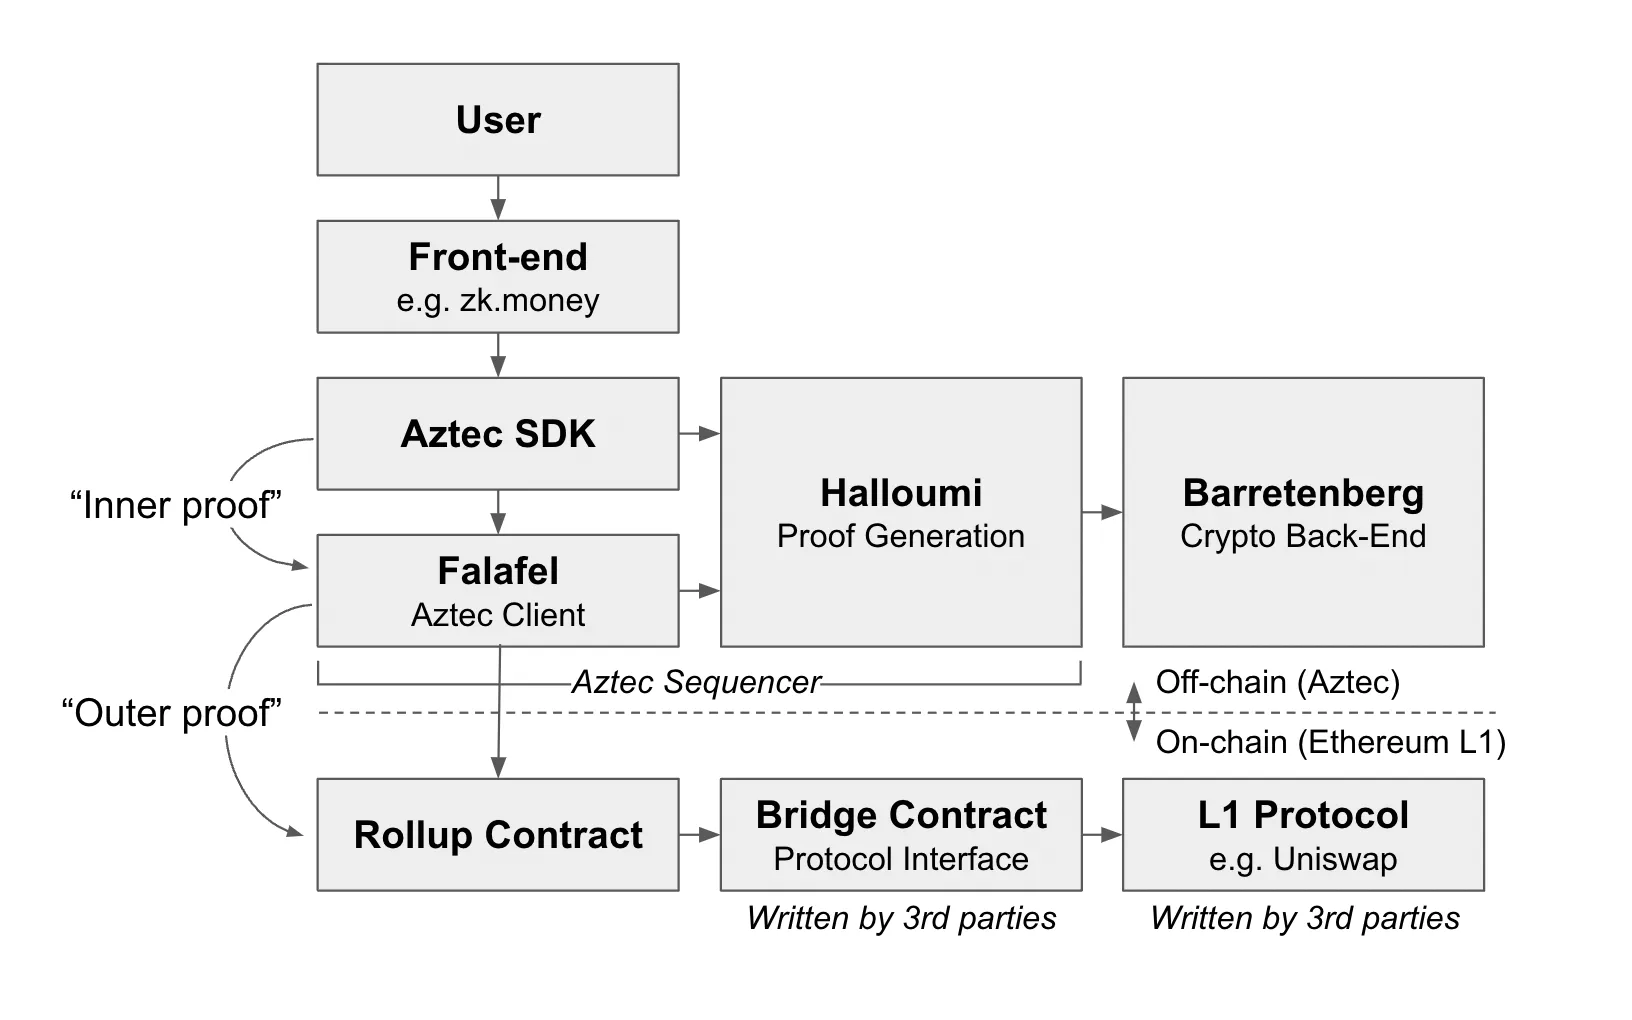 User
Front-end
e.g. zk.money
Aztec SDK
“Inner proof”
Halloumi
Proof Generation
Barretenberg
Crypto Back-End
Falafel
Aztec Client
Aztec Sequencer
Off-chain (Aztec)
“Outer proof”
On-chain (Ethereum L1)
Rollup Contract
Bridge Contract
Protocol Interface
L1 Protocol
e.g. Uniswap
Written by 3rd parties
Written by 3rd parties